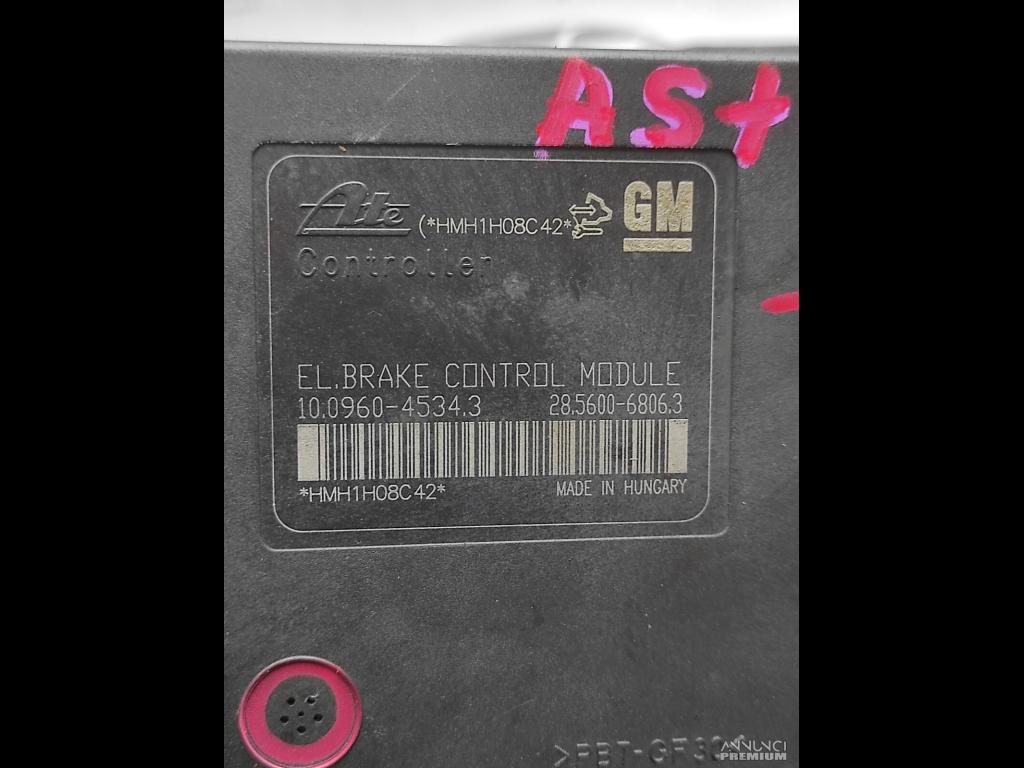 ASt
Ate (*HMH1H08C42* GM
Controller
EL.BRAKE CONTROL MODULE
10.0960-4534.3 28.5600-6806.3
*HMH1H08C42* MADE IN HUNGARY
ANNUNCI
PREMIUM